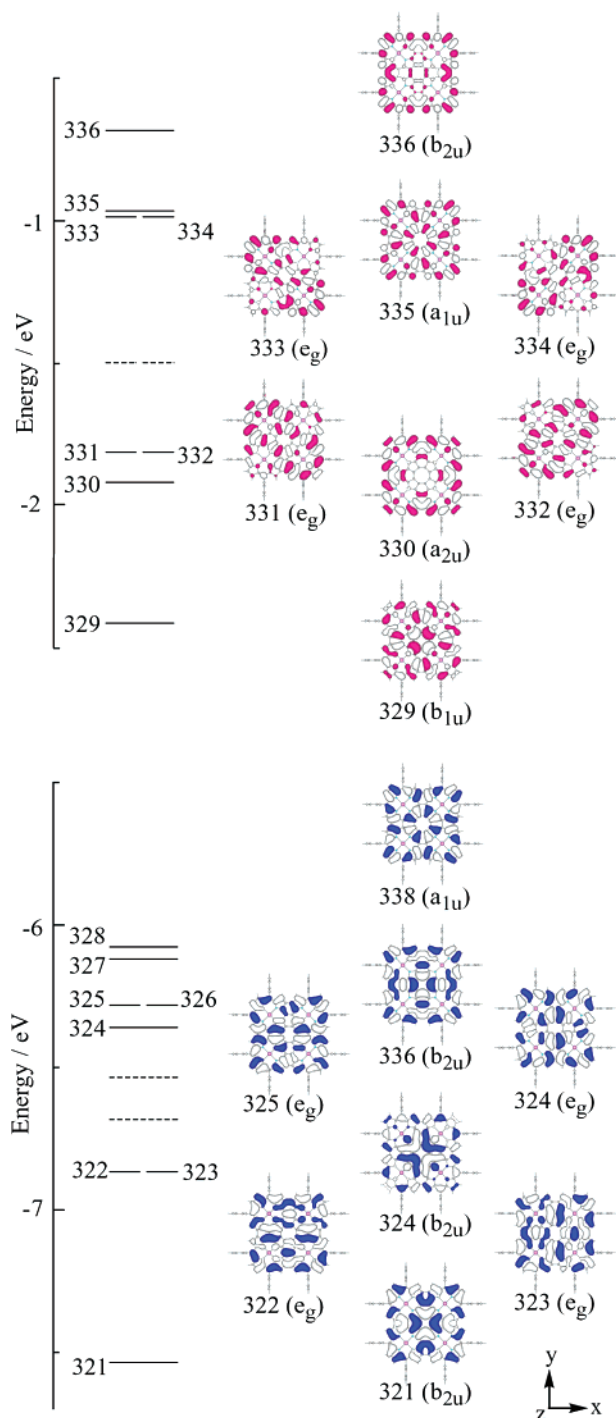 336
336 (b2u)
335
-1
333
334
335 (a1u)
333 (eg)
334 (eg)
Energy / eV
331
332
330
-2
331 (eg)
330 (a2u)
332 (eg)
329
329 (b1u)
338 (a1u)
-6
328
327
325
326
324
336 (b2u)
325 (eg)
324 (eg)
Energy / eV
322
323
324 (b2u)
-7
322 (eg)
323 (eg)
321
321 (b2u)
y
z
x